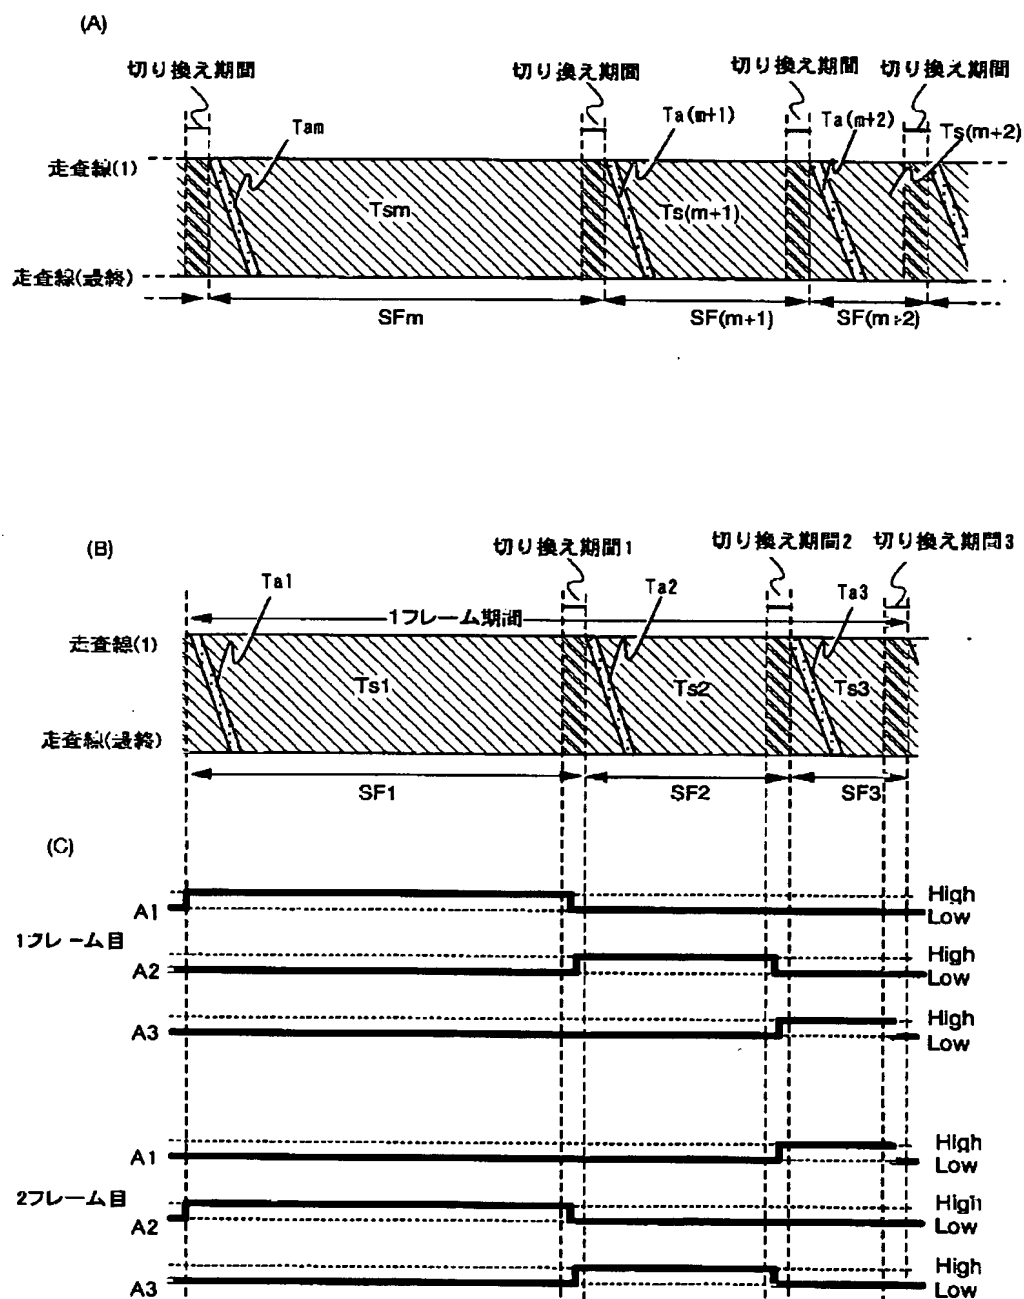 (A)
切り換え期間 切り換え期間 切り換え期間 切り換え期間
Tam Ta(m+1) Ta(m+2) Ts(m+2)
走査線(1)
Tsm Ts(m+1)
走査線(最終)
SFm SF(m+1) SF(m+2)
(B)
切り換え期間1 切り換え期間2 切り換え期間3
Ta1 Ta2 Ta3
1フレーム期間
走査線(1)
Ts1 Ts2 Ts3
走査線(最終)
SF1 SF2 SF3
(C)
High
A1 Low
1フレーム目
High
A2 Low
High
A3 Low
High
A1 Low
2フレーム目
High
A2 Low
High
A3 Low